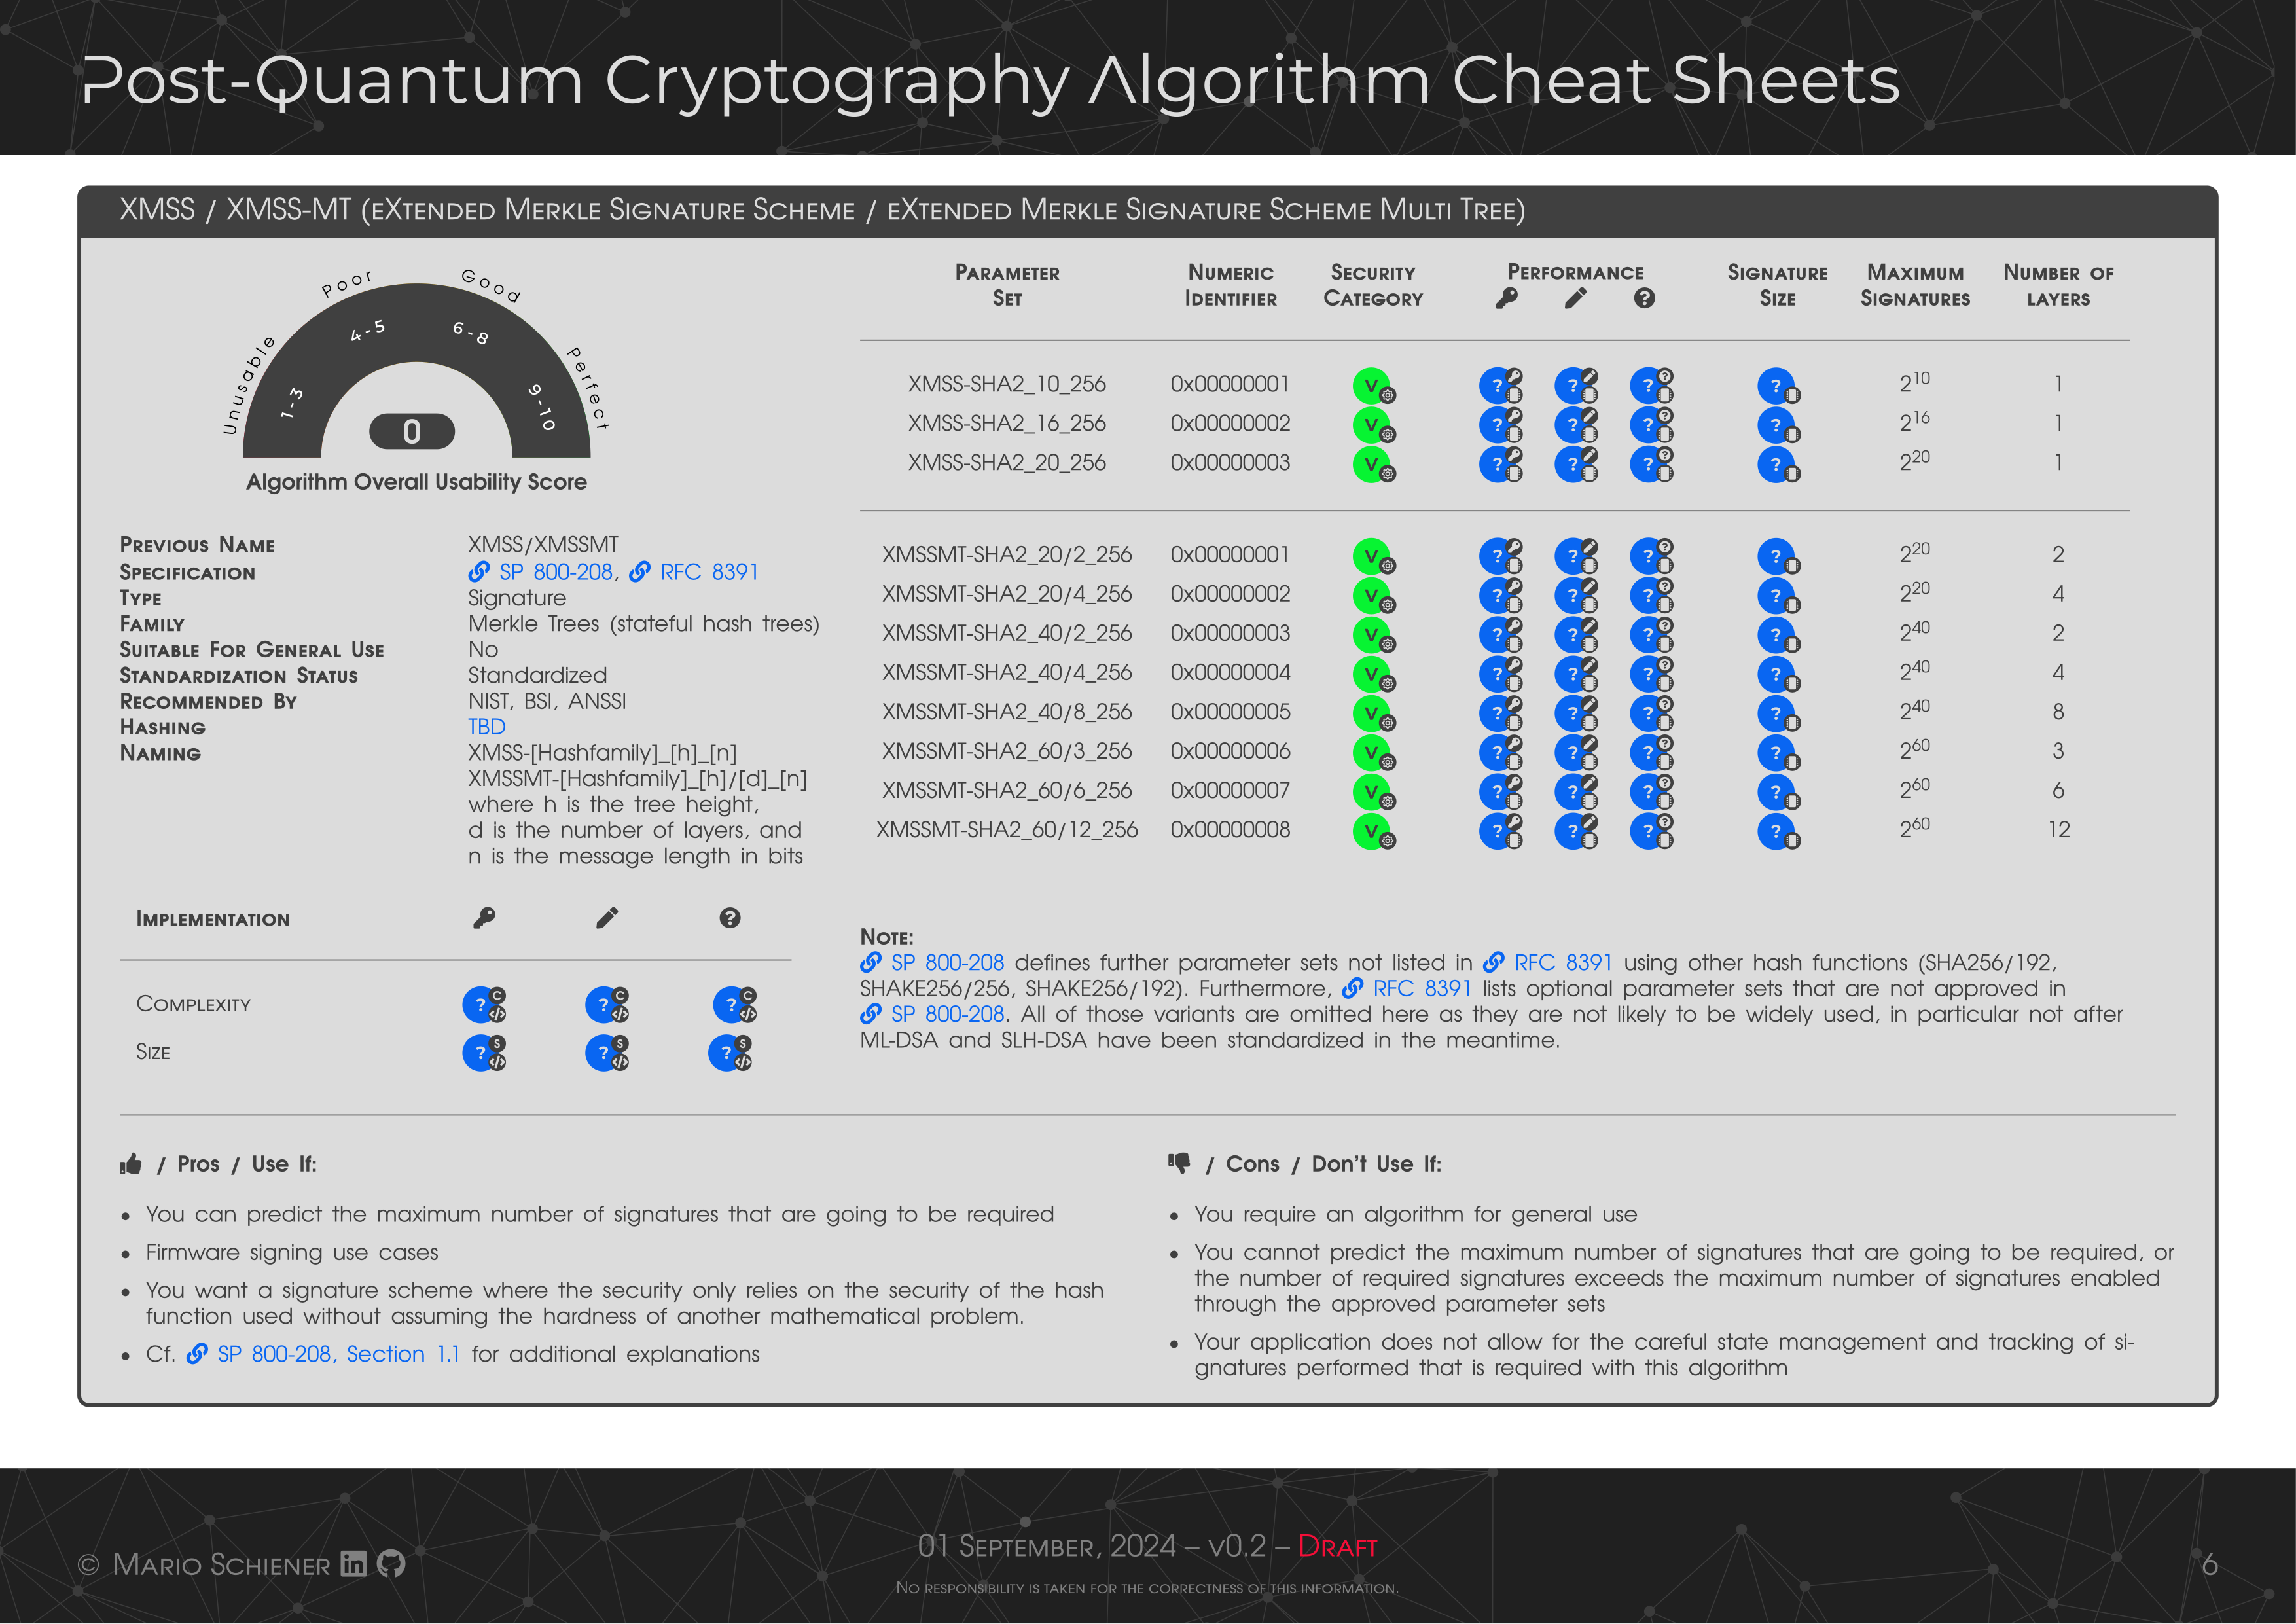 Post-Quantum Cryptography Algorithm Cheat Sheets
XMSS / XMSS-MT (eXtended Merkle Signature Scheme / eXtended Merkle Signature Scheme Multi Tree)
Unusable
Poor
Good
Perfect
1-3
4-5
6-8
9-10
0
Algorithm Overall Usability Score
Previous Name XMSS/XMSSMT
Specification SP 800-208, RFC 8391
Type Signature
Family Merkle Trees (stateful hash trees)
Suitable For General Use No
Standardization Status Standardized
Recommended By NIST, BSI, ANSSI
Hashing TBD
Naming XMSS-[Hashfamily]_[h]_[n]
XMSSMT-[Hashfamily]_[h]/[d]_[n]
where h is the tree height,
d is the number of layers, and
n is the message length in bits
Implementation ?
Complexity ? C </> ? C </> ? C </>
Size ? S </> ? S </> ? S </>
Parameter Set Numeric Identifier Security Category Performance ? Signature Size Maximum Signatures Number of layers
XMSS-SHA2_10_256 0x00000001 V ? ? ? ? ? 2^10 1
XMSS-SHA2_16_256 0x00000002 V ? ? ? ? ? 2^16 1
XMSS-SHA2_20_256 0x00000003 V ? ? ? ? ? 2^20 1
XMSSMT-SHA2_20/2_256 0x00000001 V ? ? ? ? ? 2^20 2
XMSSMT-SHA2_20/4_256 0x00000002 V ? ? ? ? ? 2^20 4
XMSSMT-SHA2_40/2_256 0x00000003 V ? ? ? ? ? 2^40 2
XMSSMT-SHA2_40/4_256 0x00000004 V ? ? ? ? ? 2^40 4
XMSSMT-SHA2_40/8_256 0x00000005 V ? ? ? ? ? 2^40 8
XMSSMT-SHA2_60/3_256 0x00000006 V ? ? ? ? ? 2^60 3
XMSSMT-SHA2_60/6_256 0x00000007 V ? ? ? ? ? 2^60 6
XMSSMT-SHA2_60/12_256 0x00000008 V ? ? ? ? ? 2^60 12
Note:
SP 800-208 defines further parameter sets not listed in RFC 8391 using other hash functions (SHA256/192,
SHAKE256/256, SHAKE256/192). Furthermore, RFC 8391 lists optional parameter sets that are not approved in
SP 800-208. All of those variants are omitted here as they are not likely to be widely used, in particular not after
ML-DSA and SLH-DSA have been standardized in the meantime.
/ Pros / Use If:
• You can predict the maximum number of signatures that are going to be required
• Firmware signing use cases
• You want a signature scheme where the security only relies on the security of the hash
function used without assuming the hardness of another mathematical problem.
• Cf. SP 800-208, Section 1.1 for additional explanations
/ Cons / Don't Use If:
• You require an algorithm for general use
• You cannot predict the maximum number of signatures that are going to be required, or
the number of required signatures exceeds the maximum number of signatures enabled
through the approved parameter sets
• Your application does not allow for the careful state management and tracking of si-
gnatures performed that is required with this algorithm
© Mario Schiener in
01 September, 2024 – v0.2 – Draft
No responsibility is taken for the correctness of this information.
6